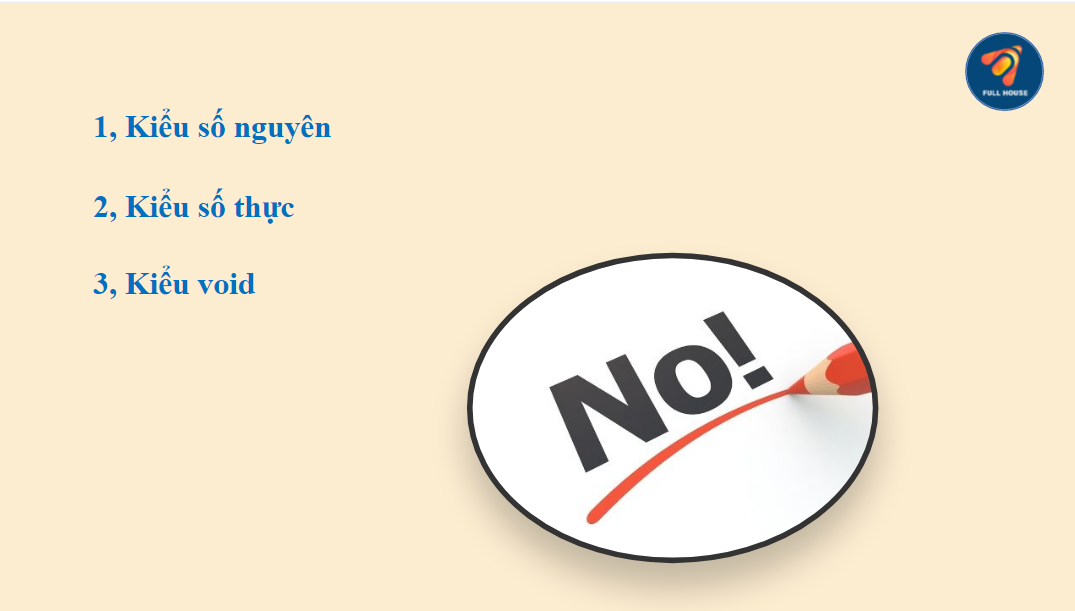 FULL HOUSE
1, Kiểu số nguyên
2, Kiểu số thực
3, Kiểu void
No!